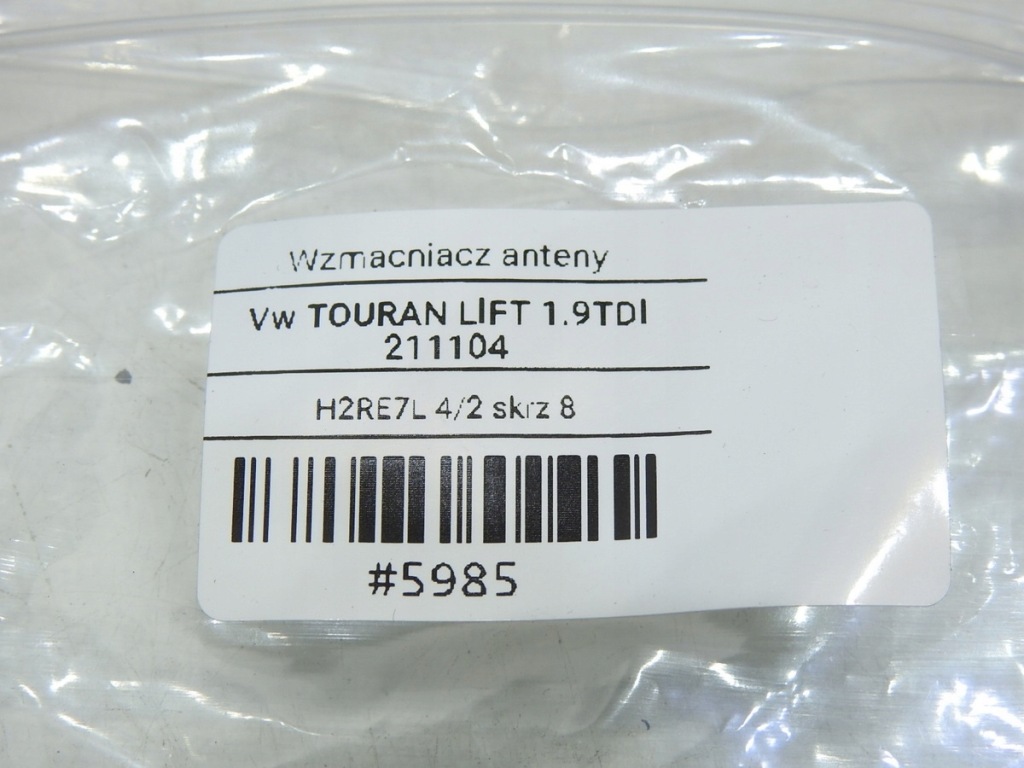 Wzmacniacz anteny
Vw TOURAN LIFT 1.9TDI
211104
H2RE7L 4/2 skrz 8
#5985